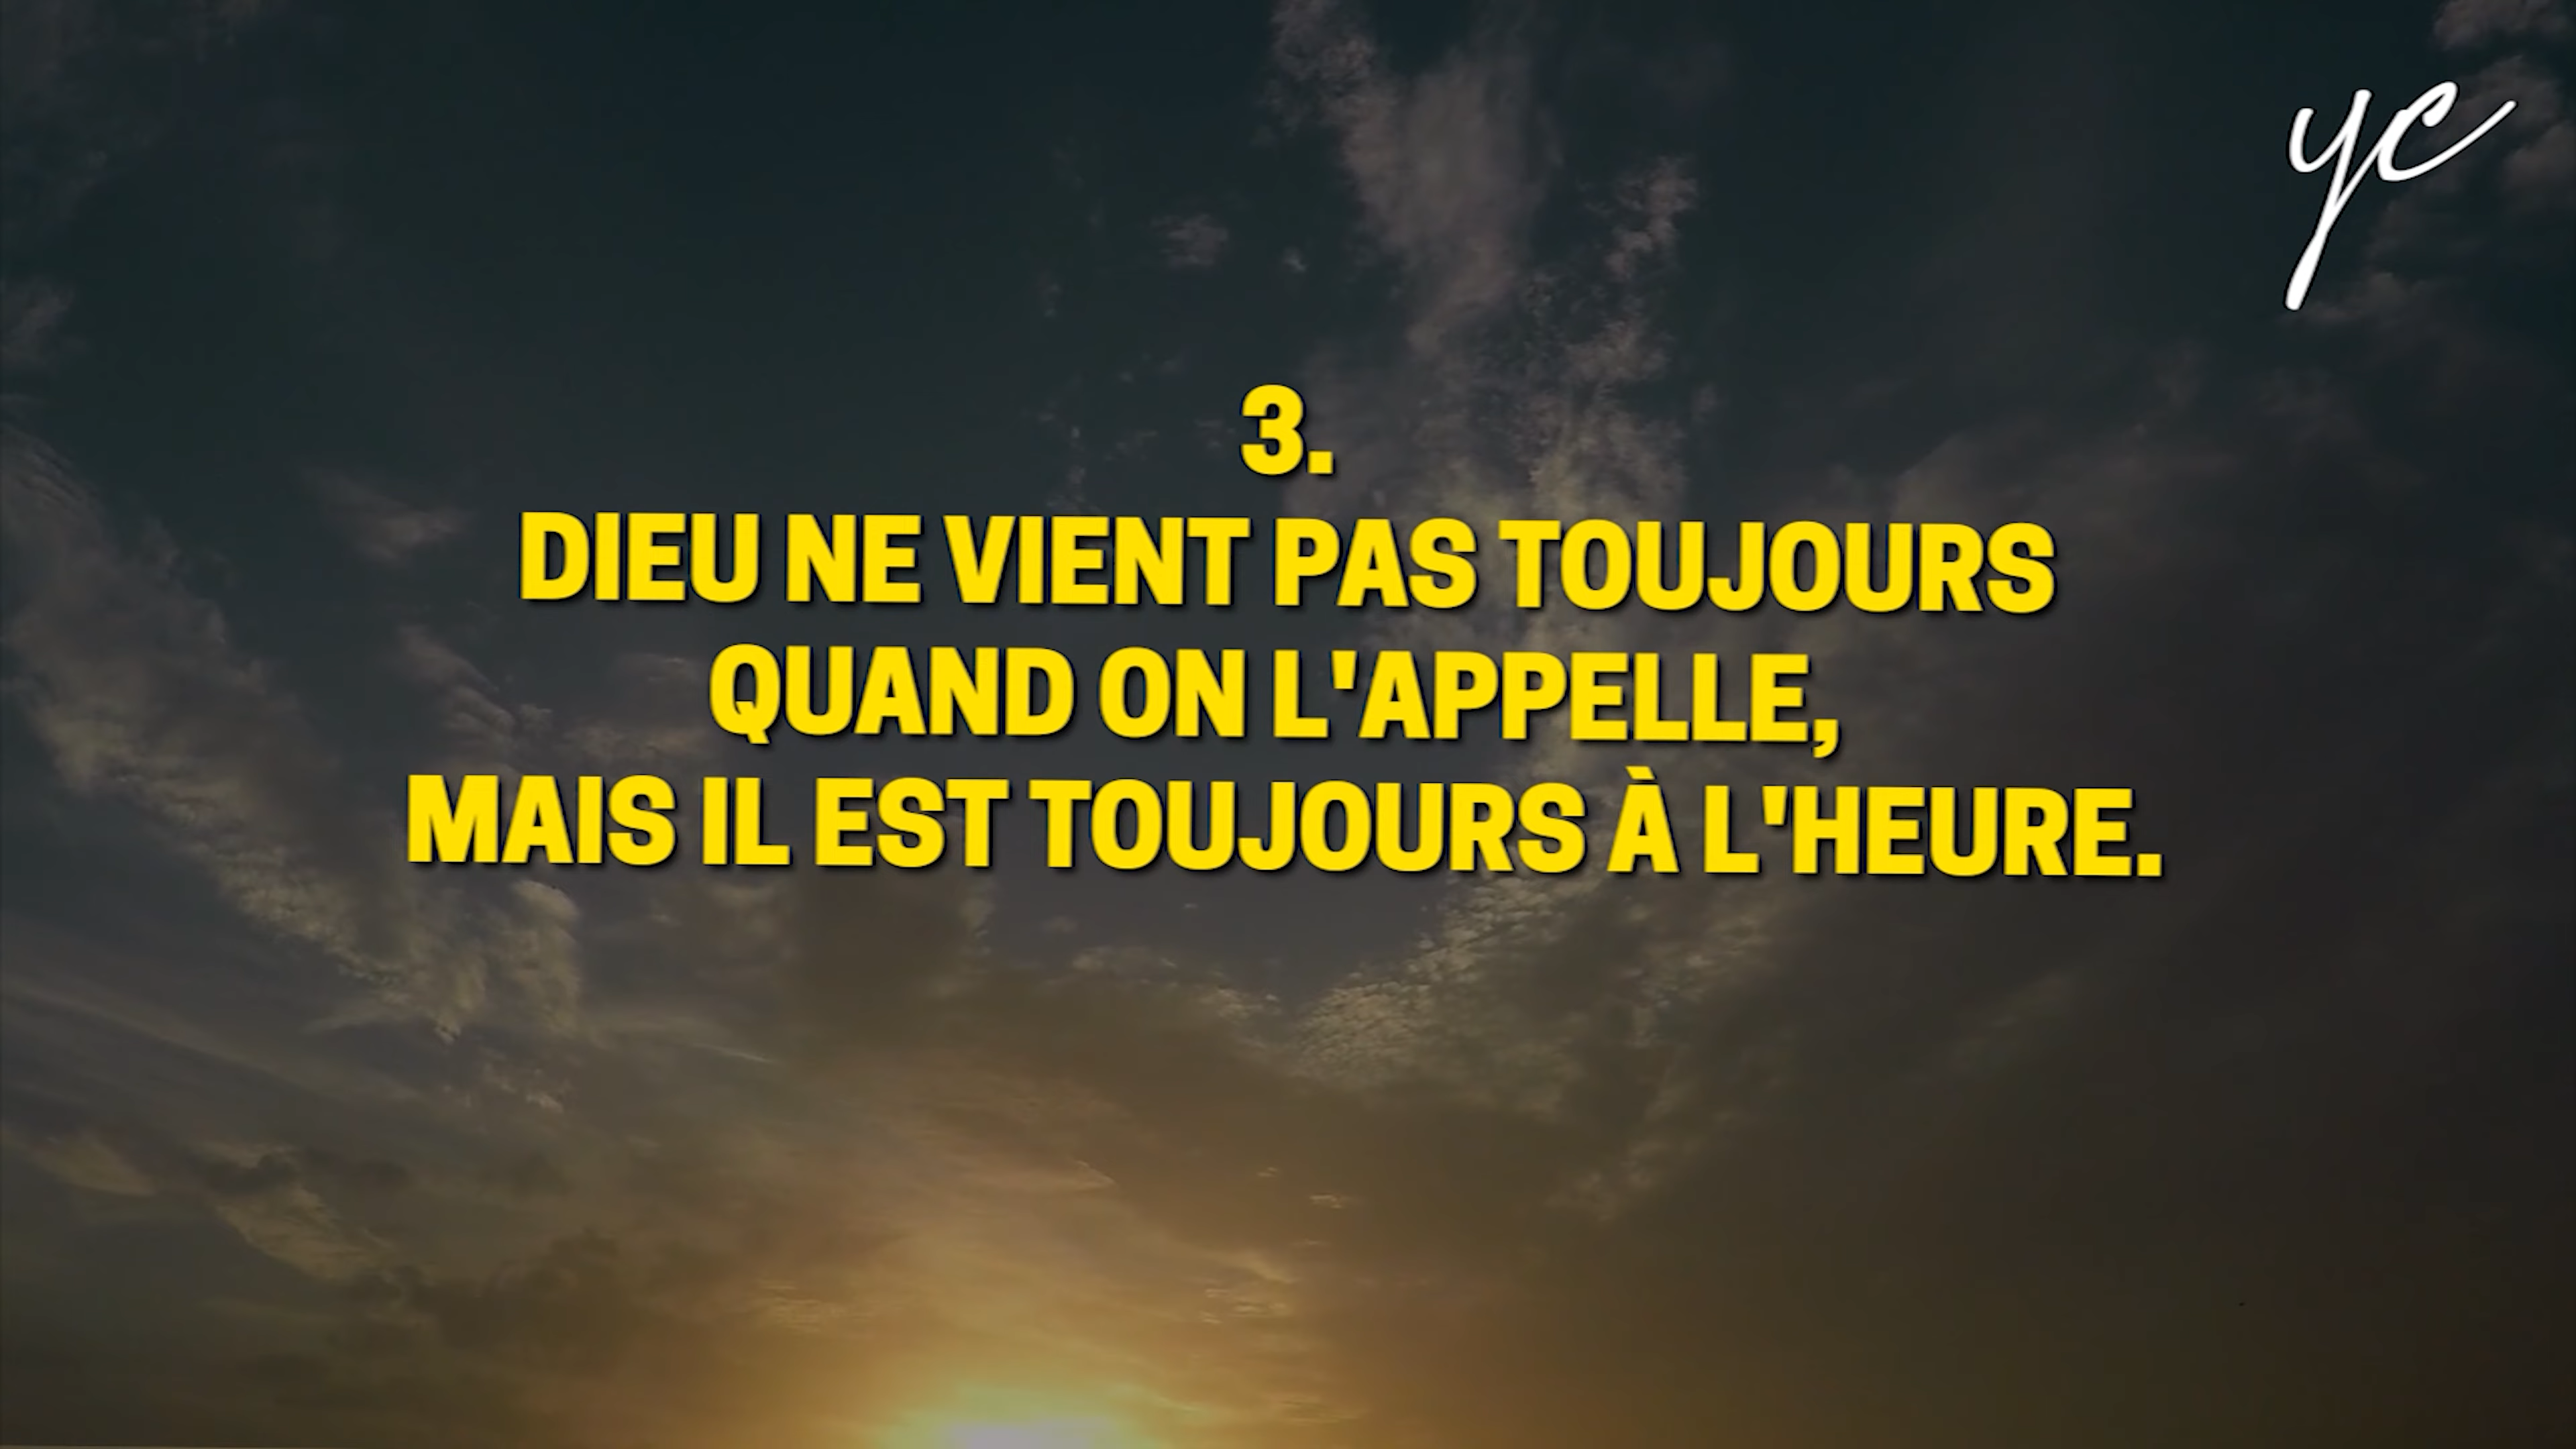 yc
3.
DIEU NE VIENT PAS TOUJOURS
QUAND ON L'APPELLE,
MAIS IL EST TOUJOURS À L'HEURE.